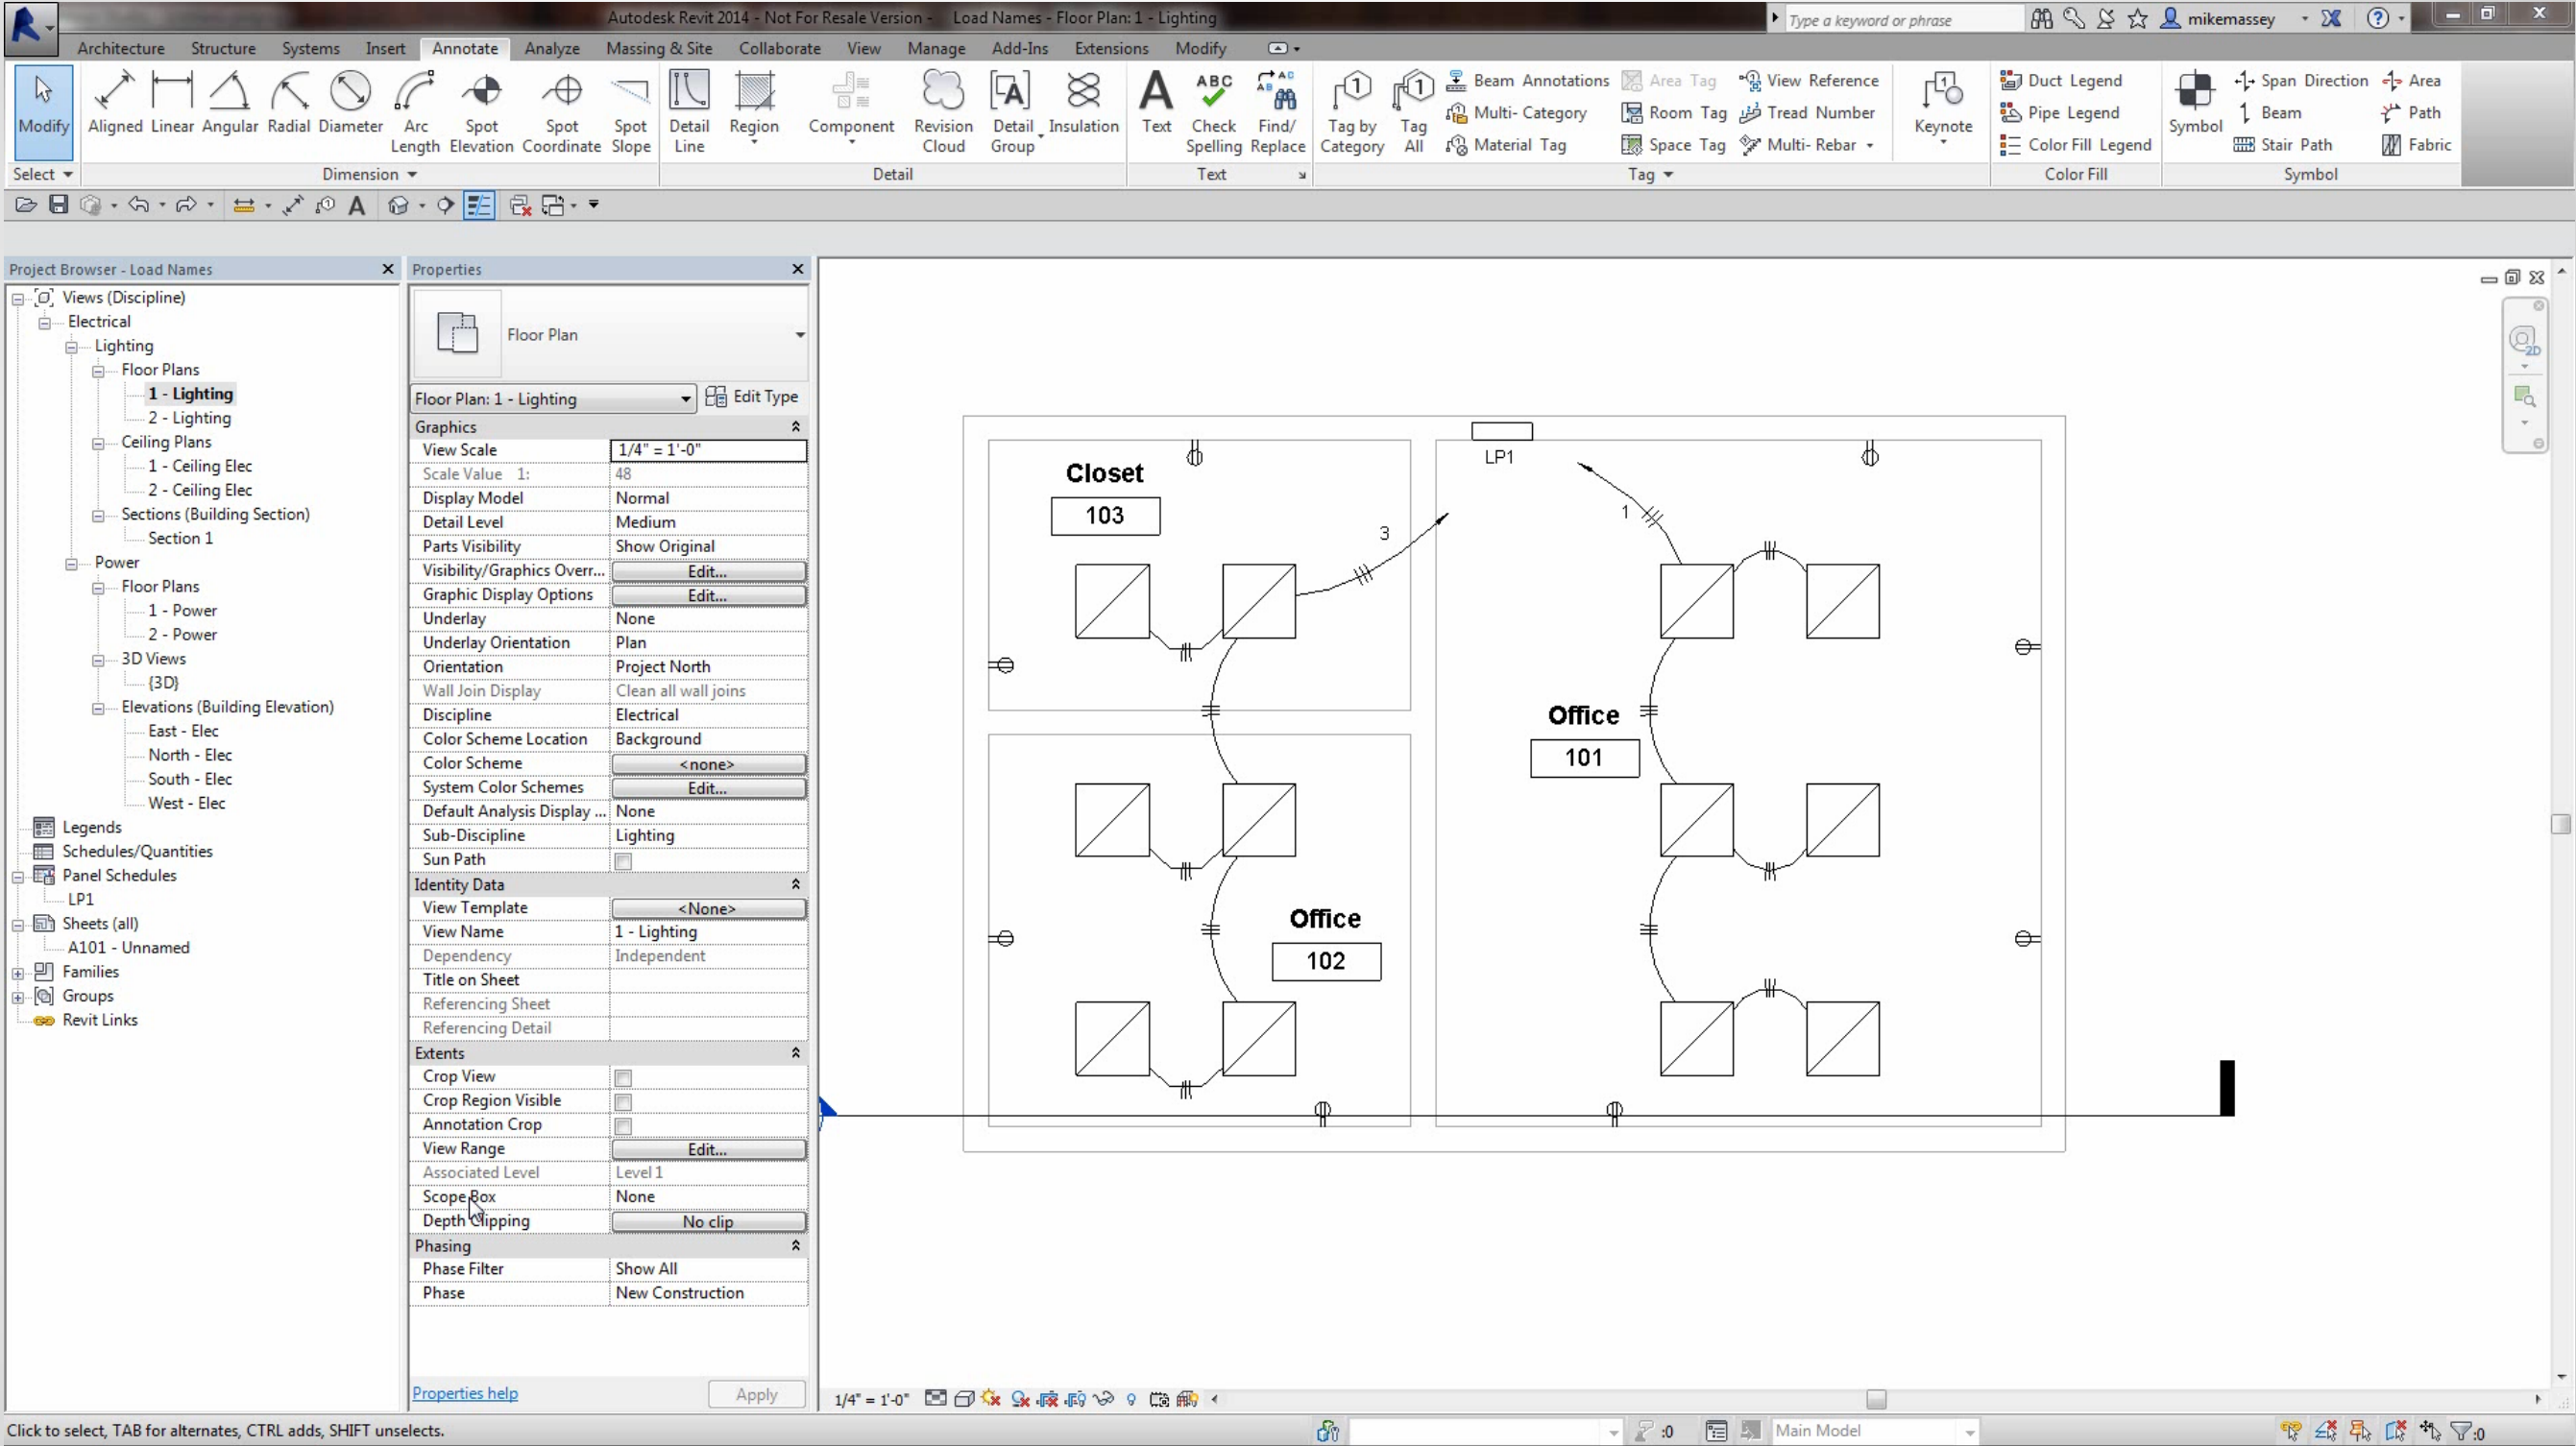 Autodesk Revit 2014 - Not For Resale Version - Load Names - Floor Plan: 1 - Lighting
Type a keyword or phrase
mikemassey
Architecture Structure Systems Insert Annotate Analyze Massing & Site Collaborate View Manage Add-Ins Extensions Modify
Modify
Aligned Linear Angular Radial Diameter Arc Length Spot Elevation Spot Coordinate Spot Slope
Detail Line Region Component Revision Cloud Detail Group Insulation
Text Check Spelling Find/ Replace
Tag by Category Tag All
Beam Annotations Area Tag View Reference
Multi- Category Room Tag Tread Number
Material Tag Space Tag Multi- Rebar
Keynote
Duct Legend
Pipe Legend
Color Fill Legend
Symbol
Span Direction Area
Beam Path
Stair Path Fabric
Select Dimension Detail Text Tag Color Fill Symbol
Project Browser - Load Names
Views (Discipline)
Electrical
Lighting
Floor Plans
1 - Lighting
2 - Lighting
Ceiling Plans
1 - Ceiling Elec
2 - Ceiling Elec
Sections (Building Section)
Section 1
Power
Floor Plans
1 - Power
2 - Power
3D Views
{3D}
Elevations (Building Elevation)
East - Elec
North - Elec
South - Elec
West - Elec
Legends
Schedules/Quantities
Panel Schedules
LP1
Sheets (all)
A101 - Unnamed
Families
Groups
Revit Links
Properties
Floor Plan
Floor Plan: 1 - Lighting Edit Type
Graphics
View Scale 1/4" = 1'-0"
Scale Value 1: 48
Display Model Normal
Detail Level Medium
Parts Visibility Show Original
Visibility/Graphics Overr... Edit...
Graphic Display Options Edit...
Underlay None
Underlay Orientation Plan
Orientation Project North
Wall Join Display Clean all wall joins
Discipline Electrical
Color Scheme Location Background
Color Scheme <none>
System Color Schemes Edit...
Default Analysis Display ... None
Sub-Discipline Lighting
Sun Path
Identity Data
View Template <None>
View Name 1 - Lighting
Dependency Independent
Title on Sheet
Referencing Sheet
Referencing Detail
Extents
Crop View
Crop Region Visible
Annotation Crop
View Range Edit...
Associated Level Level 1
Scope Box None
Depth Clipping No clip
Phasing
Phase Filter Show All
Phase New Construction
Properties help Apply
Closet
103
LP1
3
1
Office
101
Office
102
2D
1/4" = 1'-0"
Click to select, TAB for alternates, CTRL adds, SHIFT unselects.
:0
Main Model
:0